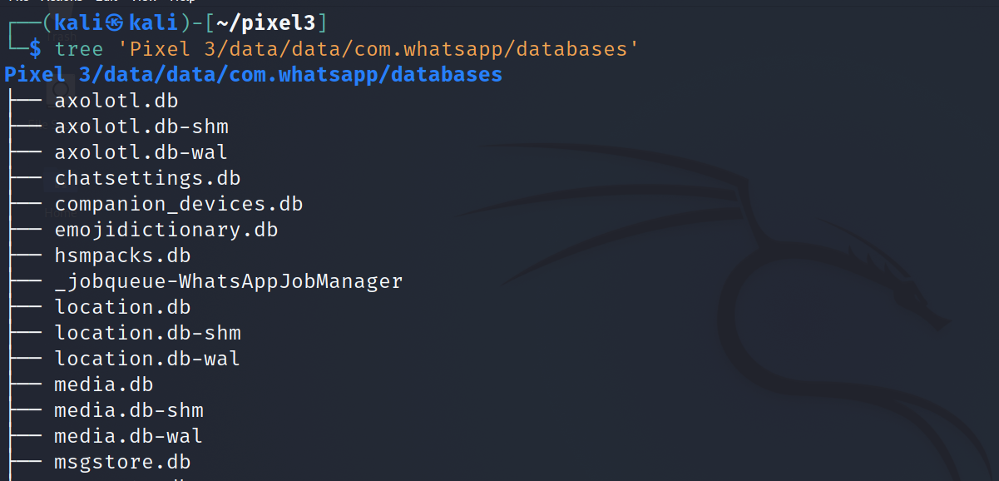 ┌──(kali㉿kali)-[~/pixel3]
└─$ tree 'Pixel 3/data/data/com.whatsapp/databases'
Pixel 3/data/data/com.whatsapp/databases
├── axolotl.db
├── axolotl.db-shm
├── axolotl.db-wal
├── chatsettings.db
├── companion_devices.db
├── emojidictionary.db
├── hsmpacks.db
├── _jobqueue-WhatsAppJobManager
├── location.db
├── location.db-shm
├── location.db-wal
├── media.db
├── media.db-shm
├── media.db-wal
├── msgstore.db